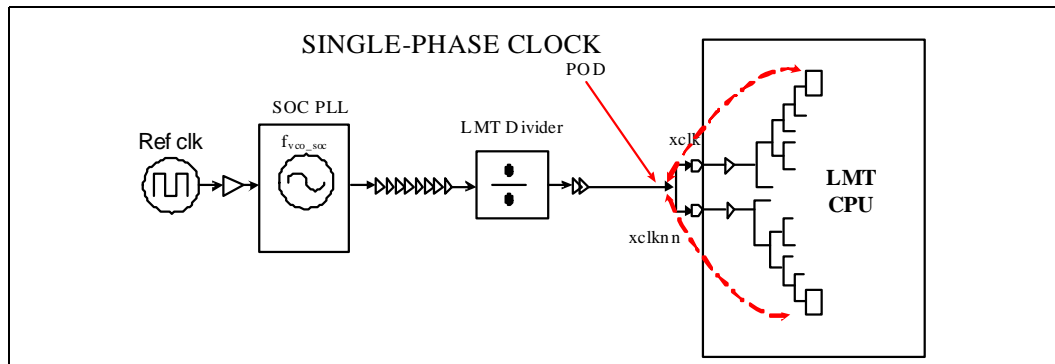 SINGLE-PHASE CLOCK
POD
SOC PLL
LMT Divider
Ref clk
fvco_soc
xclk
LMT
CPU
xclknn